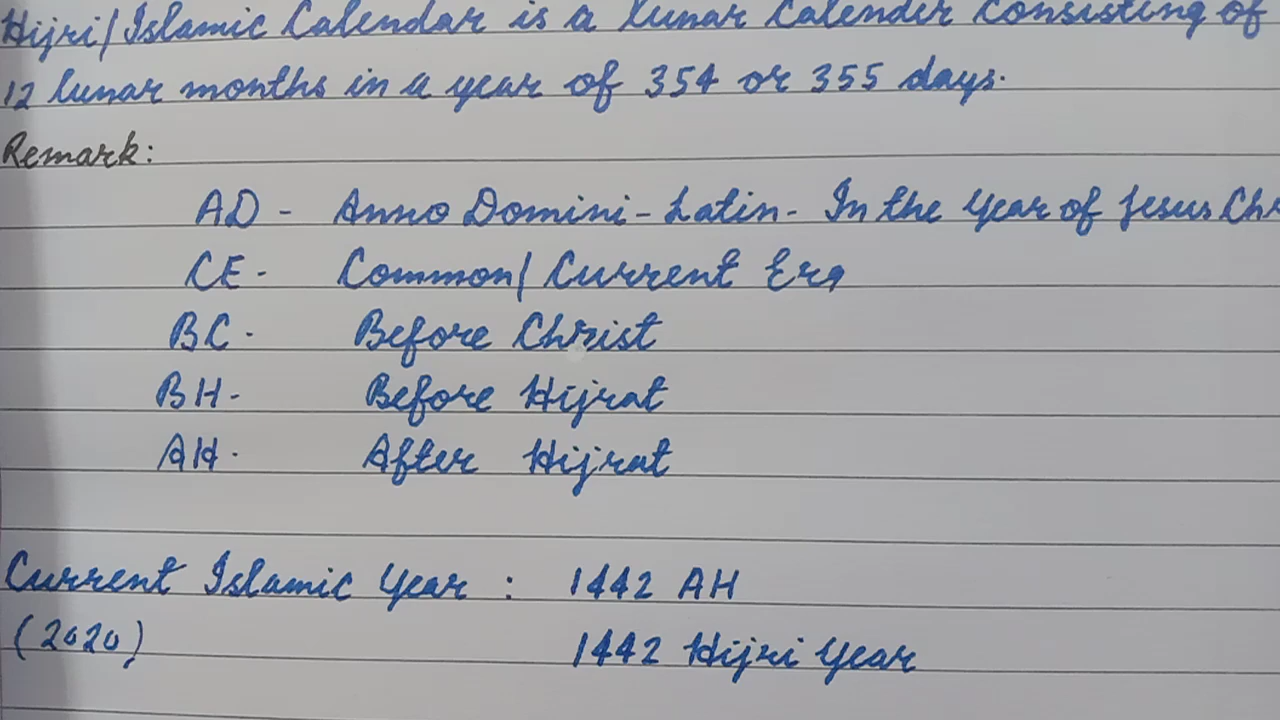 Hijri/Islamic Calendar is a lunar Calender Consisting of
12 lunar months in a year of 354 or 355 days.
Remark:
AD - Anno Domini - Latin - In the Year of Jesus Chr
CE - Common/Current Era
BC - Before Christ
BH - Before Hijrat
AH - After Hijrat
Current Islamic Year : 1442 AH
(2020) 1442 Hijri Year